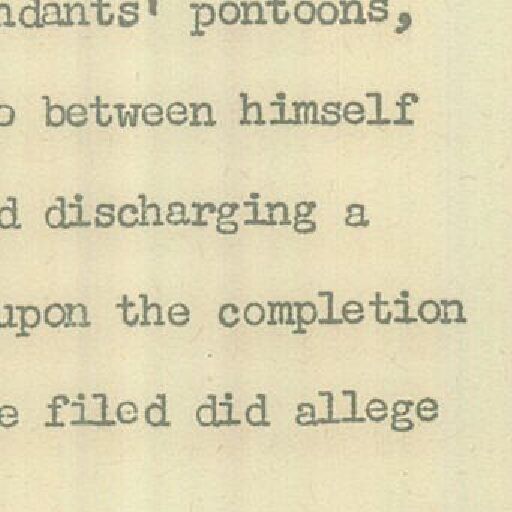 ndants' pontoons,
o between himself
d discharging a
upon the completion
e filed did allege